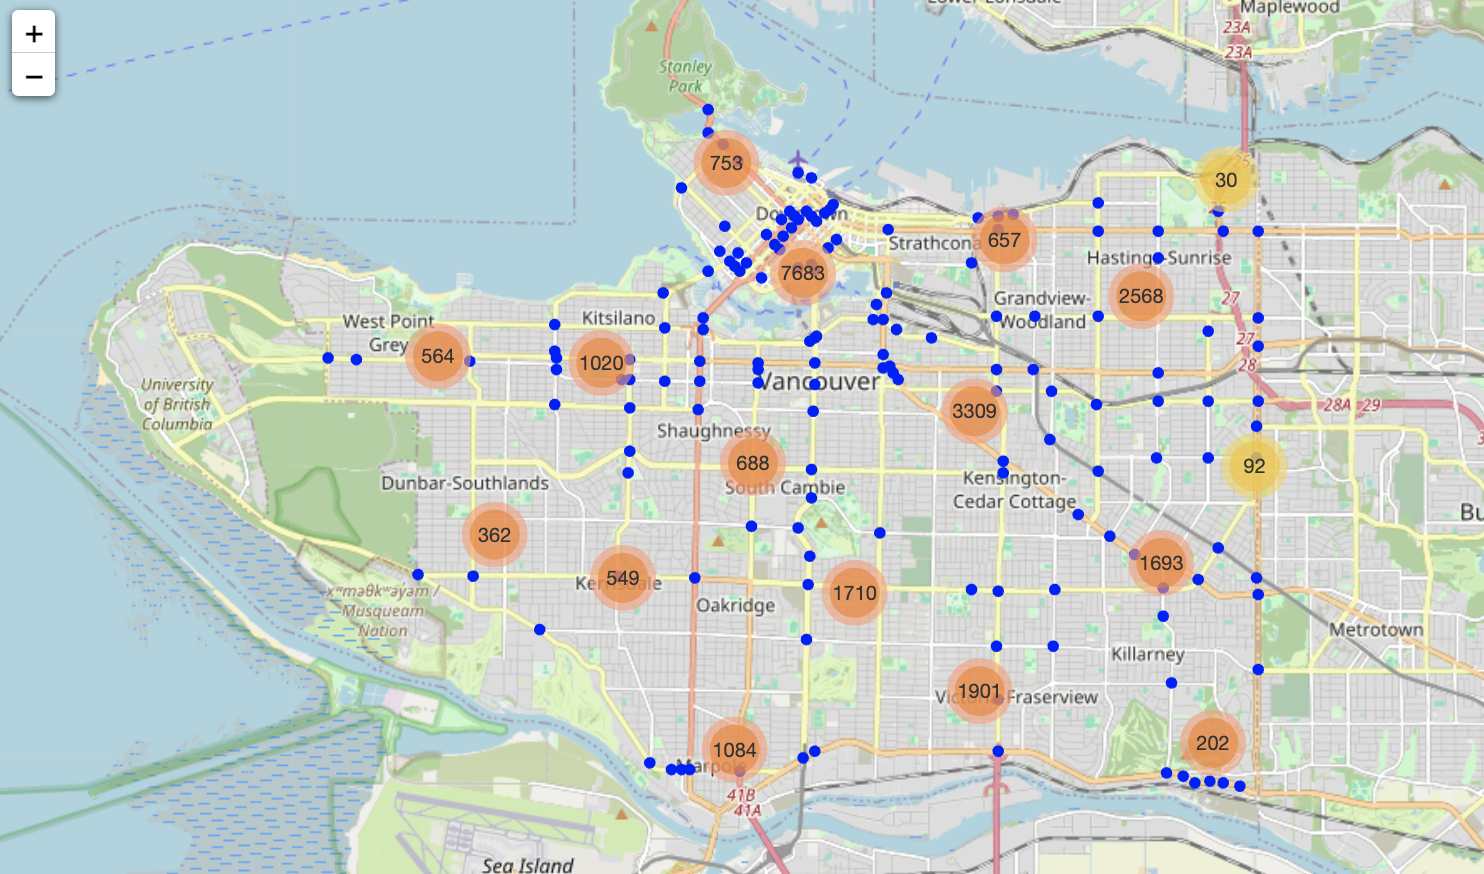 +
−
Maplewood
23A
23A
Stanley
Park
753
25
30
26
Downtown
Strathcona
657
Hastings-Sunrise
7683
2568
27
Grandview-
Woodland
West Point
Grey
Kitsilano
564
1020
27
28
University
of British
Columbia
Vancouver
3309
28A
29
Shaughnessy
688
92
Dunbar-Southlands
South Cambie
Kensington-
Cedar Cottage
Bu
362
549
Kerrisdale
1710
1693
xʷməθkʷəy̓əm /
Musqueam
Nation
Oakridge
Metrotown
Killarney
1901
Victoria-Fraserview
1084
Marpole
202
41B
41A
Sea Island